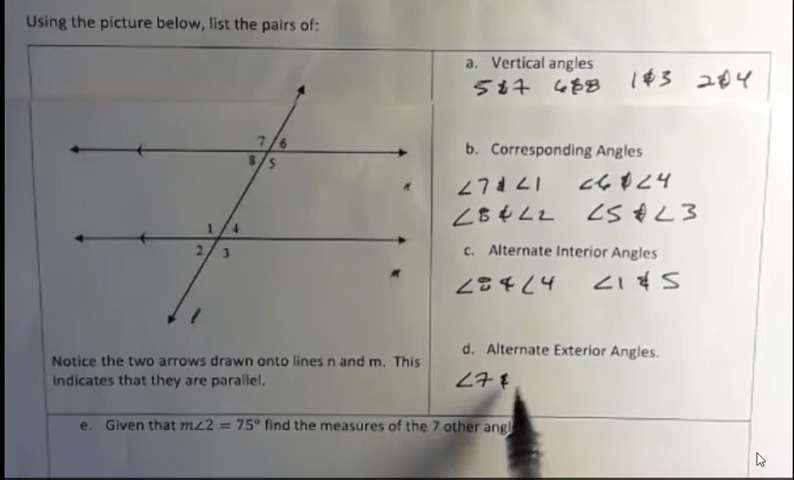 Using the picture below, list the pairs of:
a. Vertical angles
5&7 6&8 1&3 2&4
7 6
8 5
b. Corresponding Angles
∠7&∠1 ∠6&∠4
∠8&∠2 ∠5&∠3
1 4
2 3
c. Alternate Interior Angles
∠8&∠4 ∠1&5
l
d. Alternate Exterior Angles.
∠7&
Notice the two arrows drawn onto lines n and m. This
indicates that they are parallel.
e. Given that m∠2 = 75° find the measures of the 7 other